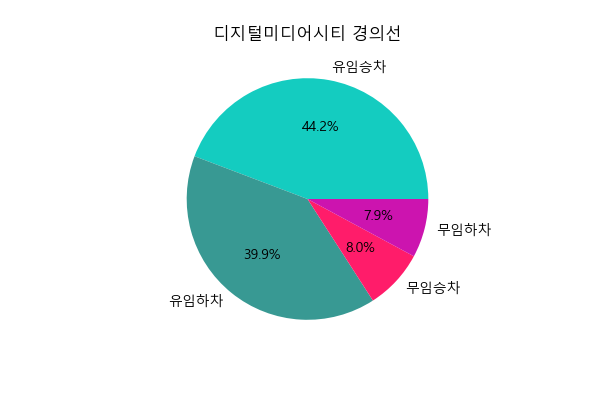 디지털미디어시티 경의선
유임승차
44.2%
7.9%
무임하차
8.0%
39.9%
무임승차
유임하차